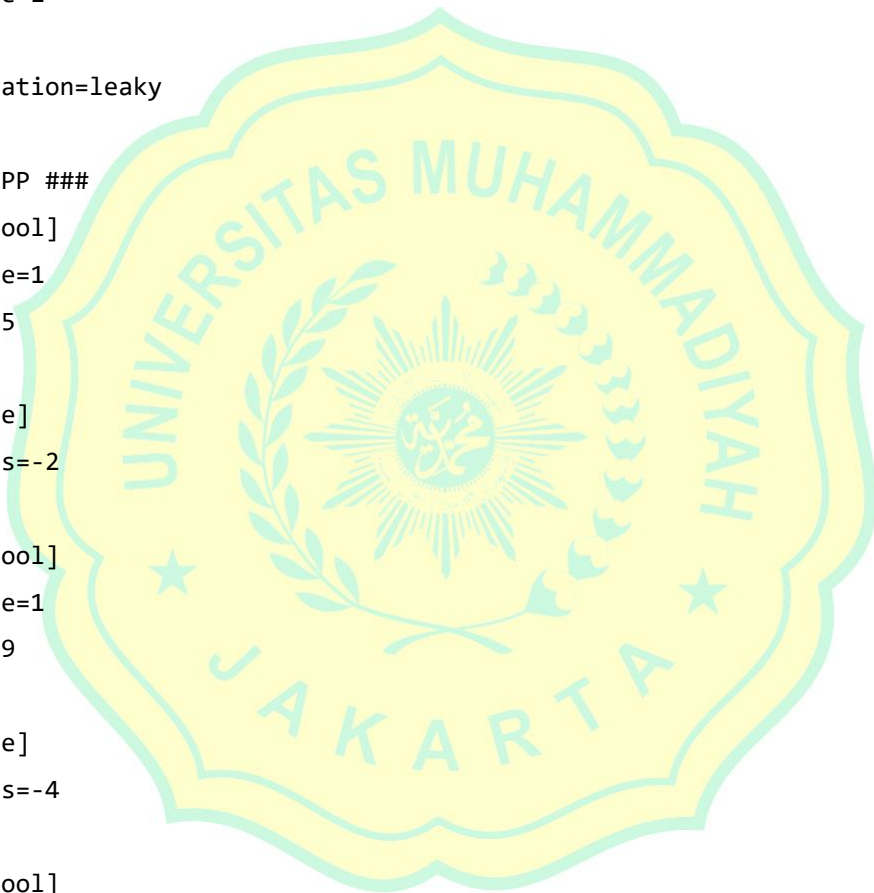 ation=leaky
PP ###
ool]
e=1
5
e]
s=-2
ool]
e=1
9
e]
s=-4
ool]
UNIVERSITAS MUHAMMADIYAH
JAKARTA